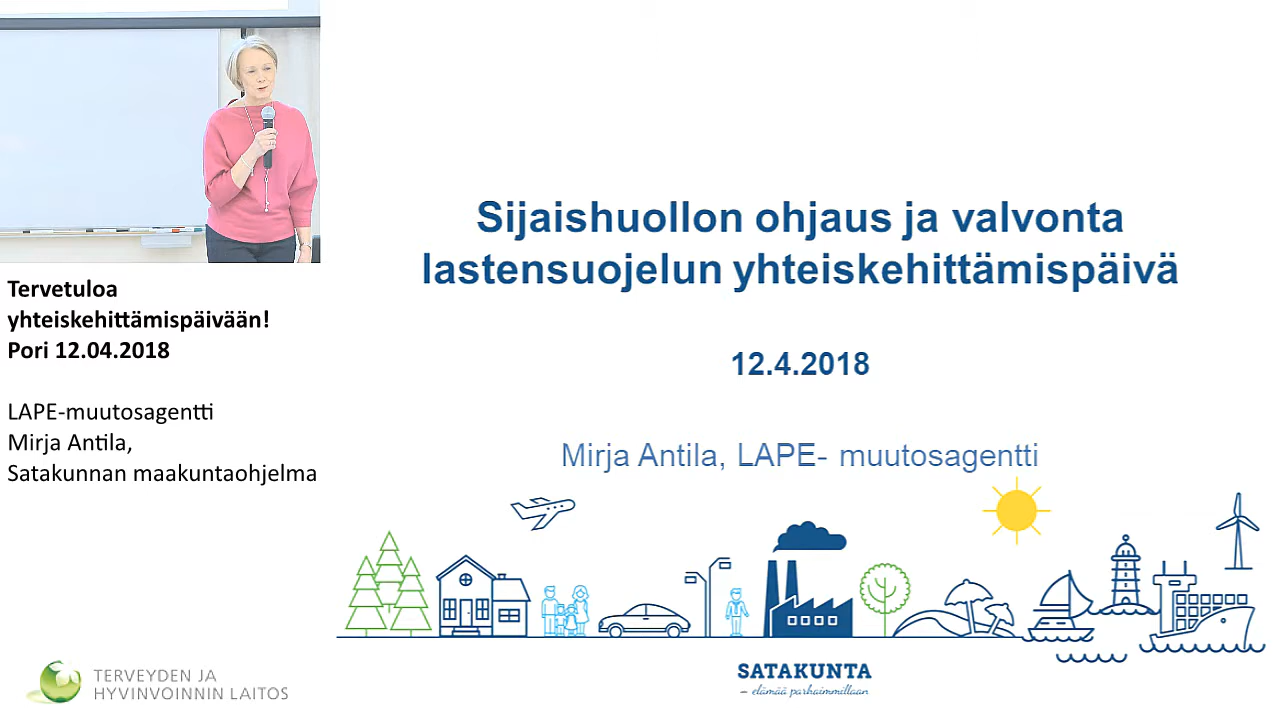 Tervetuloa
yhteiskehittämispäivään!
Pori 12.04.2018
LAPE-muutosagentti
Mirja Antila,
Satakunnan maakuntaohjelma
TERVEYDEN JA
HYVINVOINNIN LAITOS
Sijaishuollon ohjaus ja valvonta
lastensuojelun yhteiskehittämispäivä
12.4.2018
Mirja Antila, LAPE- muutosagentti
SATAKUNTA
– elämää parhaimmillaan